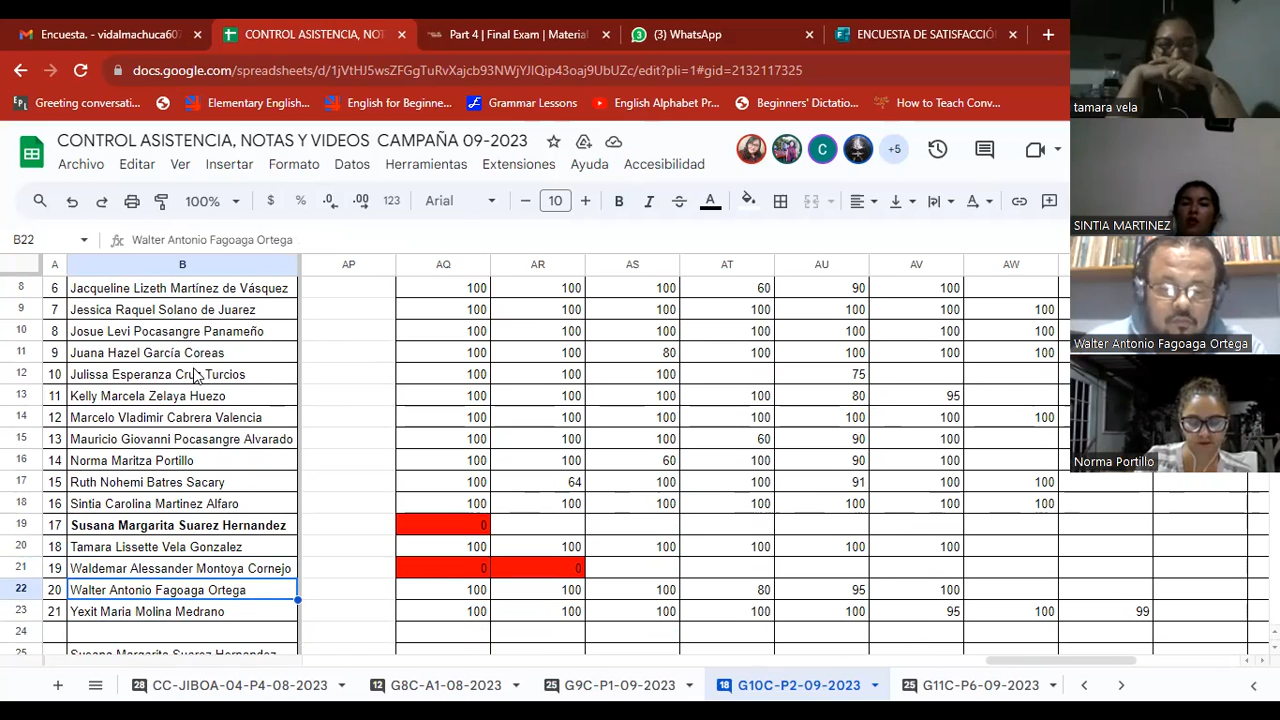 Encuesta. - vidalmachuca607
CONTROL ASISTENCIA, NOT
Part 4 | Final Exam | Material
(3) WhatsApp
ENCUESTA DE SATISFACCIÓ
docs.google.com/spreadsheets/d/1jVtHJ5wsZFGgTuRvXajcb93NWjYJIQip43oaj9UbUZc/edit?pli=1#gid=2132117325
Greeting conversati...
Elementary English...
English for Beginne...
Grammar Lessons
English Alphabet Pr...
Beginners' Dictatio...
How to Teach Conv...
CONTROL ASISTENCIA, NOTAS Y VIDEOS CAMPAÑA 09-2023
+5
Archivo Editar Ver Insertar Formato Datos Herramientas Extensiones Ayuda Accesibilidad
100% $ % .0 .00 123 Arial 10 B I A
B22 Walter Antonio Fagoaga Ortega
A B AP AQ AR AS AT AU AV AW
8 6 Jacqueline Lizeth Martínez de Vásquez 100 100 100 60 90 100
9 7 Jessica Raquel Solano de Juarez 100 100 100 100 100 100 100
10 8 Josue Levi Pocasangre Panameño 100 100 100 100 100 100 100
11 9 Juana Hazel García Coreas 100 100 80 100 100 100 100
12 10 Julissa Esperanza Cruz Turcios 100 100 100 75
13 11 Kelly Marcela Zelaya Huezo 100 100 100 100 80 95
14 12 Marcelo Vladimir Cabrera Valencia 100 100 100 100 100 100 100
15 13 Mauricio Giovanni Pocasangre Alvarado 100 100 100 60 90 100
16 14 Norma Maritza Portillo 100 100 60 100 90 100
17 15 Ruth Nohemi Batres Sacary 100 64 100 100 91 100 100
18 16 Sintia Carolina Martinez Alfaro 100 100 100 100 100 100 100
19 17 Susana Margarita Suarez Hernandez 0
20 18 Tamara Lissette Vela Gonzalez 100 100 100 100 100 100
21 19 Waldemar Alessander Montoya Cornejo 0 0
22 20 Walter Antonio Fagoaga Ortega 100 100 100 80 95 100
23 21 Yexit Maria Molina Medrano 100 100 100 100 100 95 100 99
24
25 Susana Margarita Suarez Hernandez
28 CC-JIBOA-04-P4-08-2023
12 G8C-A1-08-2023
25 G9C-P1-09-2023
18 G10C-P2-09-2023
25 G11C-P6-09-2023
tamara vela
SINTIA MARTINEZ
Walter Antonio Fagoaga Ortega
Norma Portillo